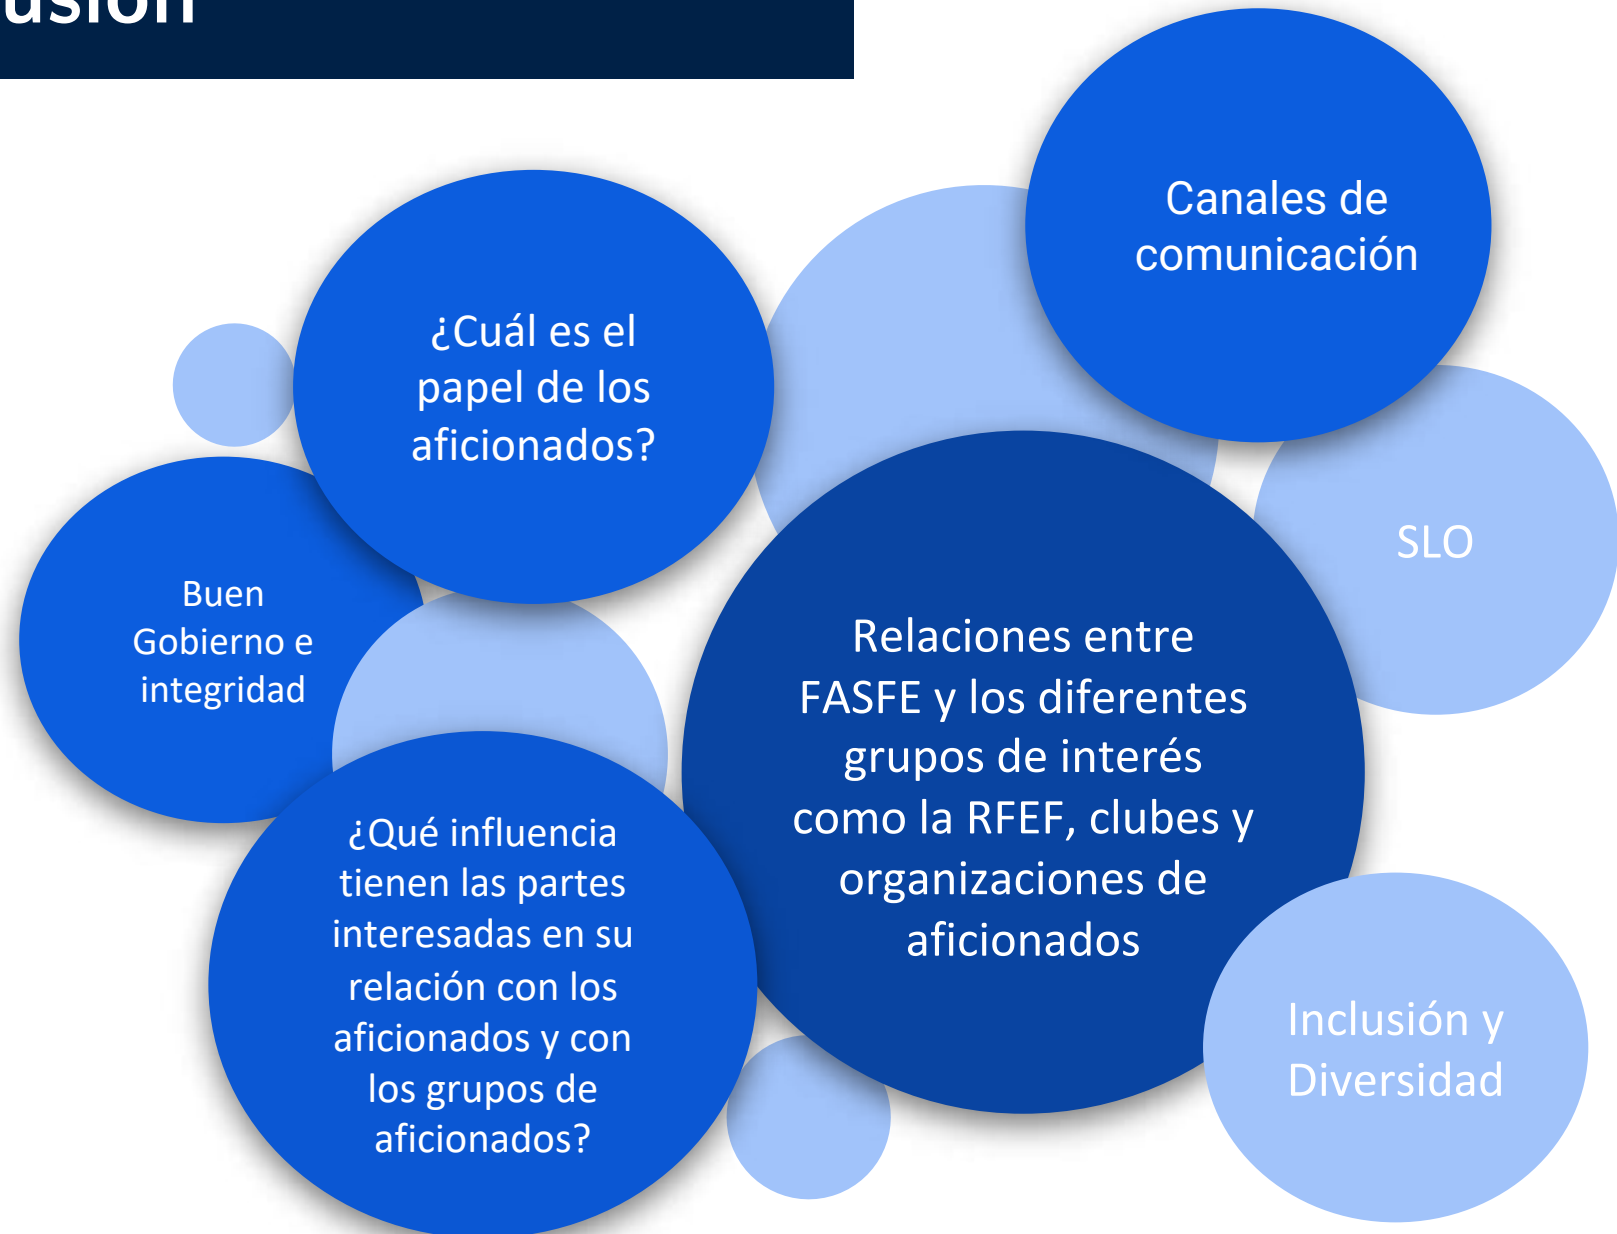 usión
Canales de
comunicación
¿Cuál es el
papel de los
aficionados?
SLO
Buen
Gobierno e
integridad
Relaciones entre
FASFE y los diferentes
grupos de interés
como la RFEF, clubes y
organizaciones de
aficionados
¿Qué influencia
tienen las partes
interesadas en su
relación con los
aficionados y con
los grupos de
aficionados?
Inclusión y
Diversidad